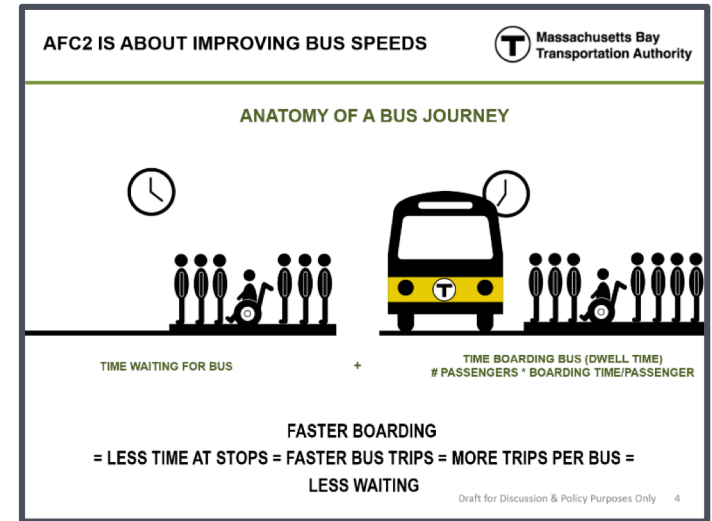 AFC2 IS ABOUT IMPROVING BUS SPEEDS
T
Massachusetts Bay
Transportation Authority
ANATOMY OF A BUS JOURNEY
T
TIME WAITING FOR BUS
+
TIME BOARDING BUS (DWELL TIME)
# PASSENGERS * BOARDING TIME/PASSENGER
FASTER BOARDING
= LESS TIME AT STOPS = FASTER BUS TRIPS = MORE TRIPS PER BUS =
LESS WAITING
Draft for Discussion & Policy Purposes Only 4